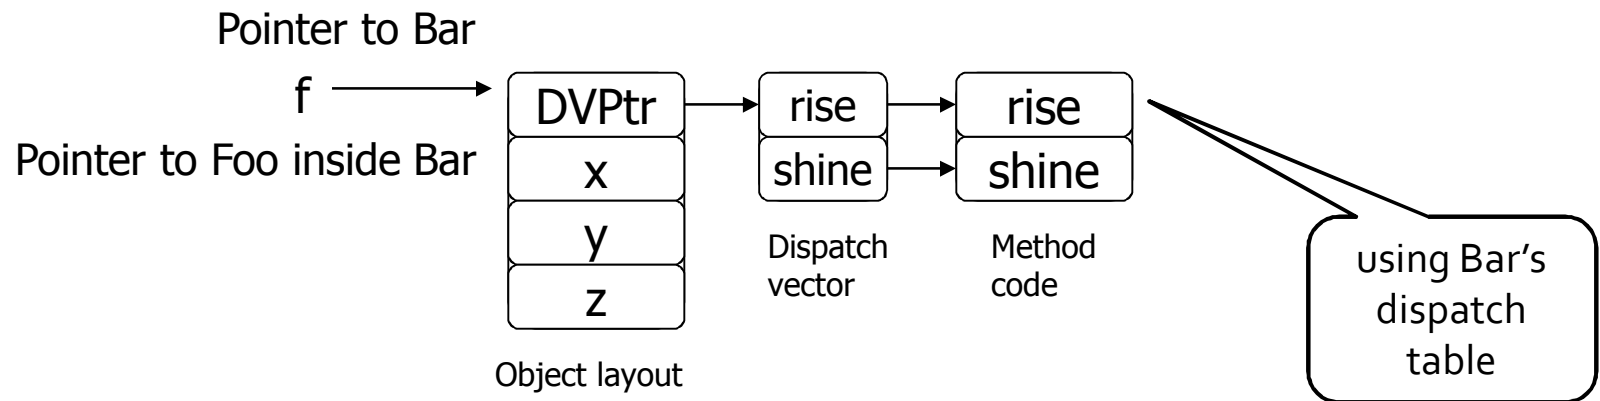 Pointer to Bar
f
Pointer to Foo inside Bar
DVPtr
x
y
z
Object layout
rise
shine
Dispatch
vector
rise
shine
Method
code
using Bar's
dispatch
table